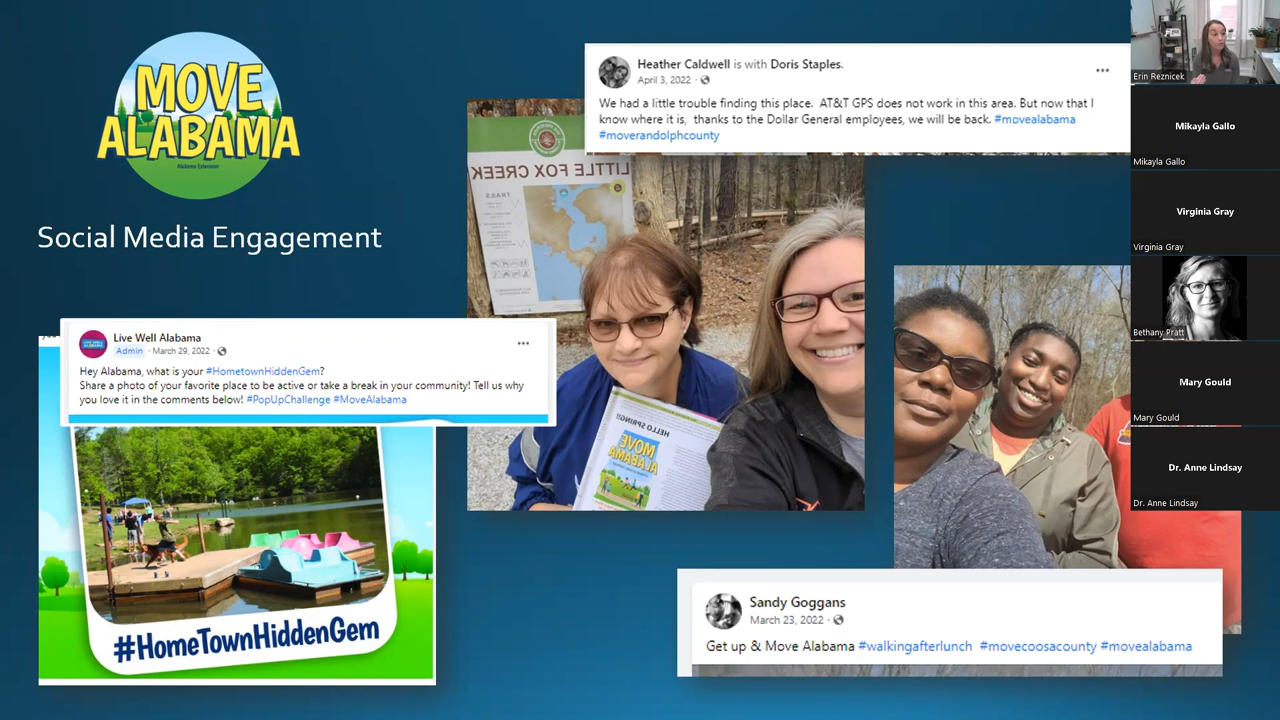 MOVE
ALABAMA
Alabama Extension
Social Media Engagement
Live Well Alabama
Admin · March 29, 2022 ·
Hey Alabama, what is your #HometownHiddenGem?
Share a photo of your favorite place to be active or take a break in your community! Tell us why
you love it in the comments below! #PopUpChallenge #MoveAlabama
#HomeTownHiddenGem
Heather Caldwell is with Doris Staples.
April 3, 2022 ·
We had a little trouble finding this place. AT&T GPS does not work in this area. But now that I
know where it is, thanks to the Dollar General employees, we will be back. #movealabama
#moverandolphcounty
LITTLE FOX CREEK
TRAILS
HELLO SPRING!!
MOVE
ALABAMA
Sandy Goggans
March 23, 2022 ·
Get up & Move Alabama #walkingafterlunch #movecoosacounty #movealabama
Erin Reznicek
Mikayla Gallo
Mikayla Gallo
Virginia Gray
Virginia Gray
Bethany Pratt
Mary Gould
Mary Gould
Dr. Anne Lindsay
Dr. Anne Lindsay